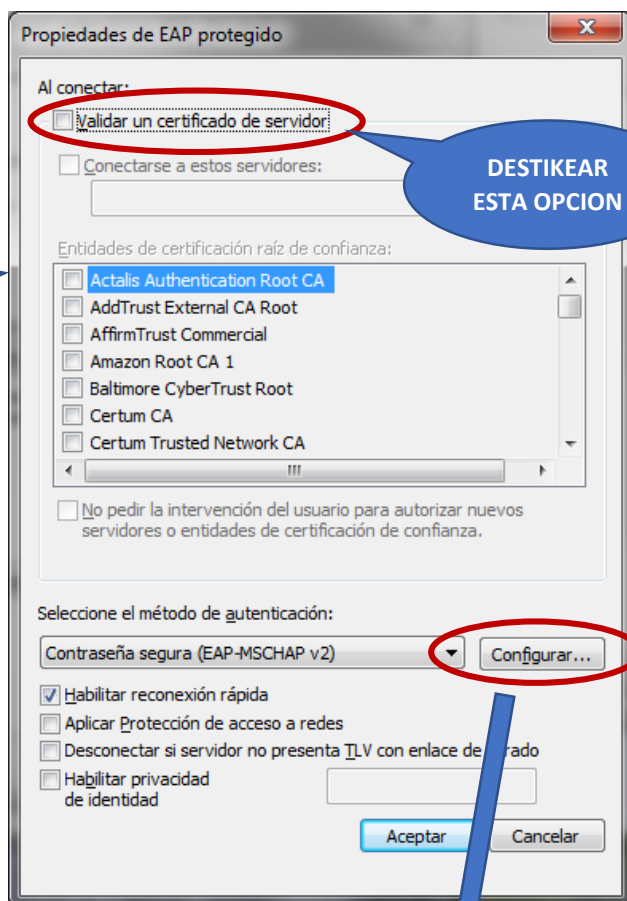 Propiedades de EAP protegido
Al conectar:
Validar un certificado de servidor
DESTIKEAR
ESTA OPCION
Conectarse a estos servidores:
Entidades de certificación raíz de confianza:
Actalis Authentication Root CA
AddTrust External CA Root
AffirmTrust Commercial
Amazon Root CA 1
Baltimore CyberTrust Root
Certum CA
Certum Trusted Network CA
No pedir la intervención del usuario para autorizar nuevos
servidores o entidades de certificación de confianza.
Seleccione el método de autenticación:
Contraseña segura (EAP-MSCHAP v2)
Configurar...
Habilitar reconexión rápida
Aplicar Protección de acceso a redes
Desconectar si servidor no presenta TLV con enlace de
Habilitar privacidad
de identidad
Aceptar
Cancelar